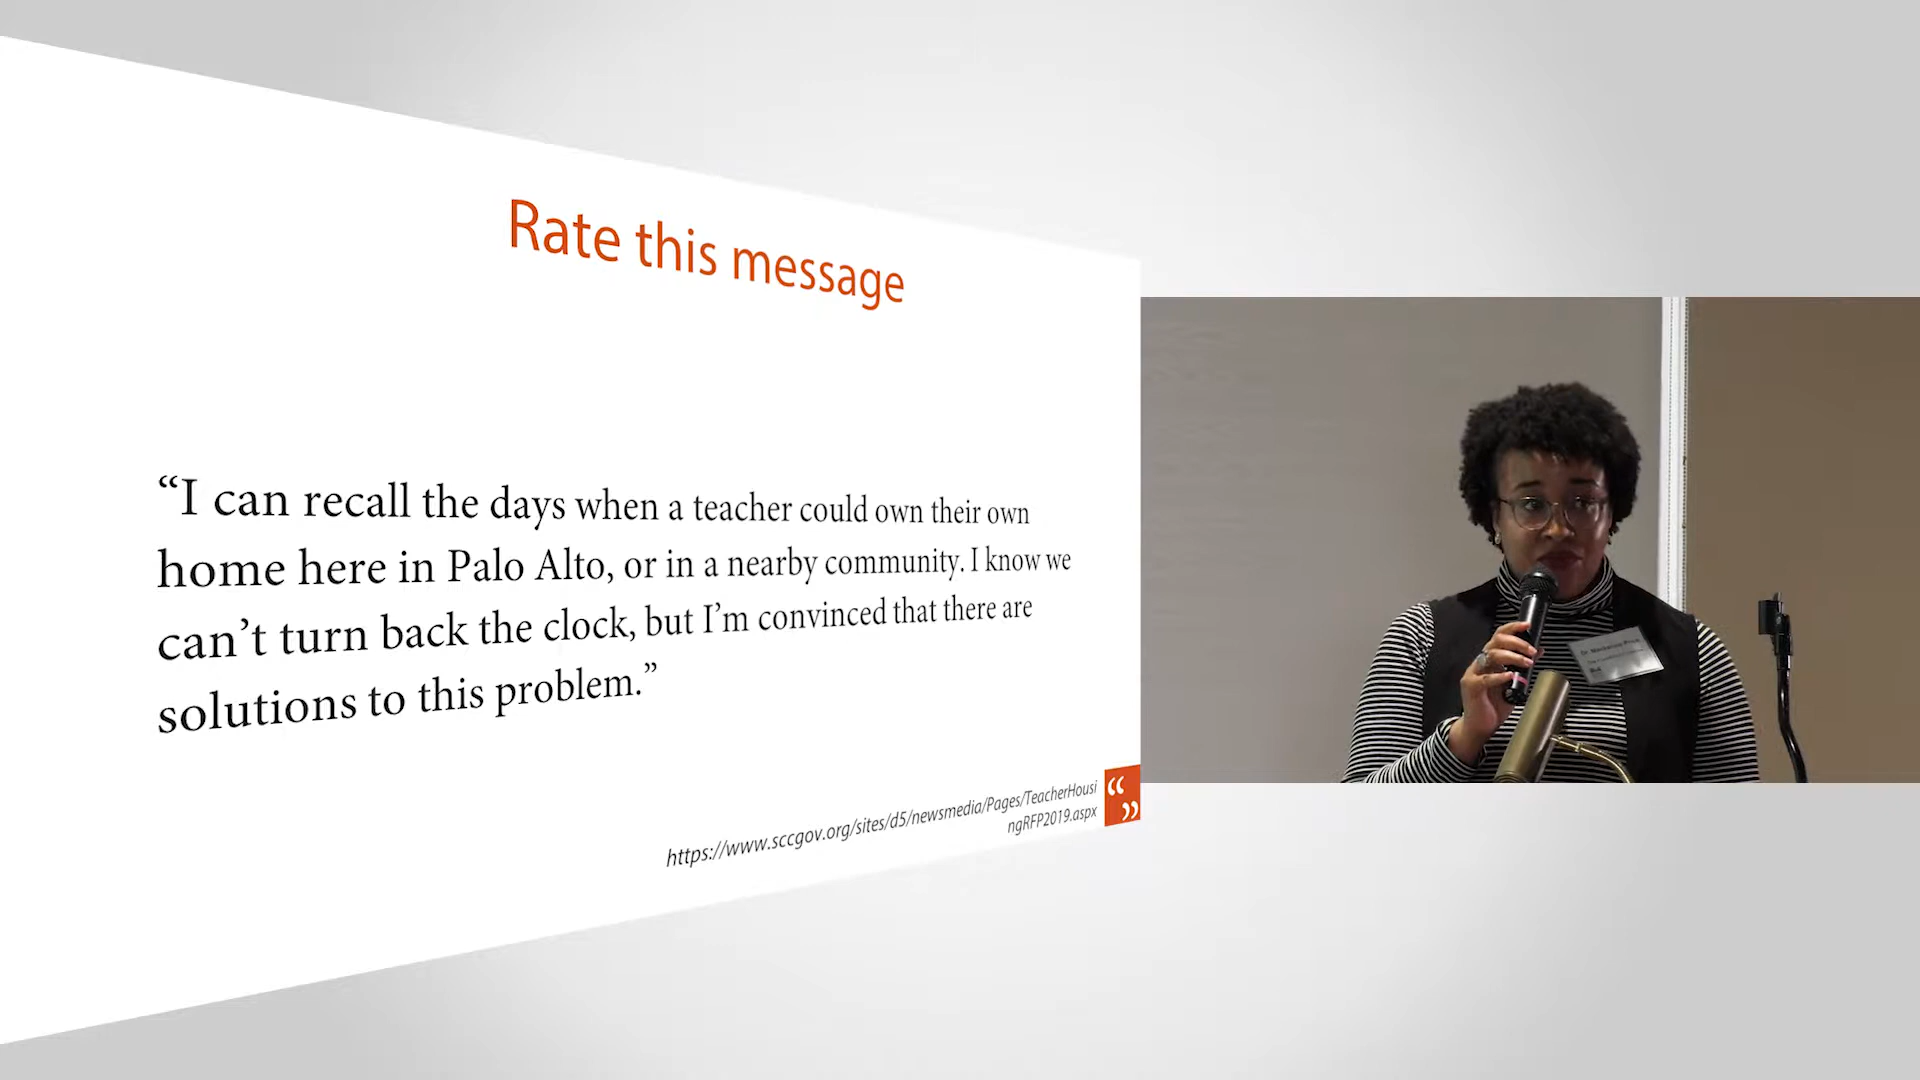 Rate this message
“I can recall the days when a teacher could own their own
home here in Palo Alto, or in a nearby community. I know we
can’t turn back the clock, but I’m convinced that there are
solutions to this problem.”
https://www.sccgov.org/sites/d5/newsmedia/Pages/TeacherHousi
ngRFP2019.aspx
“
”
Dr.